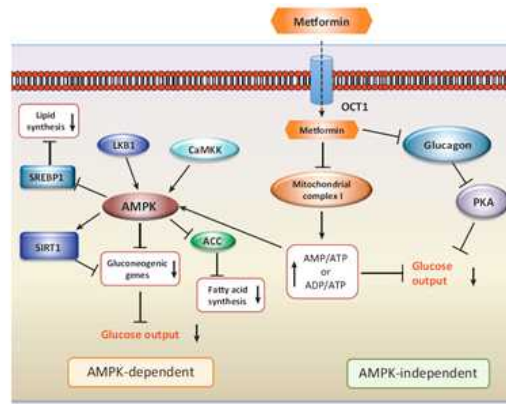 Metformin
OCT1
Lipid
synthesis
LKB1
CaMKK
Metformin
Glucagon
SREBP1
Mitochondrial
complex I
AMPK
PKA
SIRT1
ACC
Gluconeogenic
genes
AMP/ATP
or
ADP/ATP
Glucose
output
Fatty acid
synthesis
Glucose output
AMPK-dependent
AMPK-independent